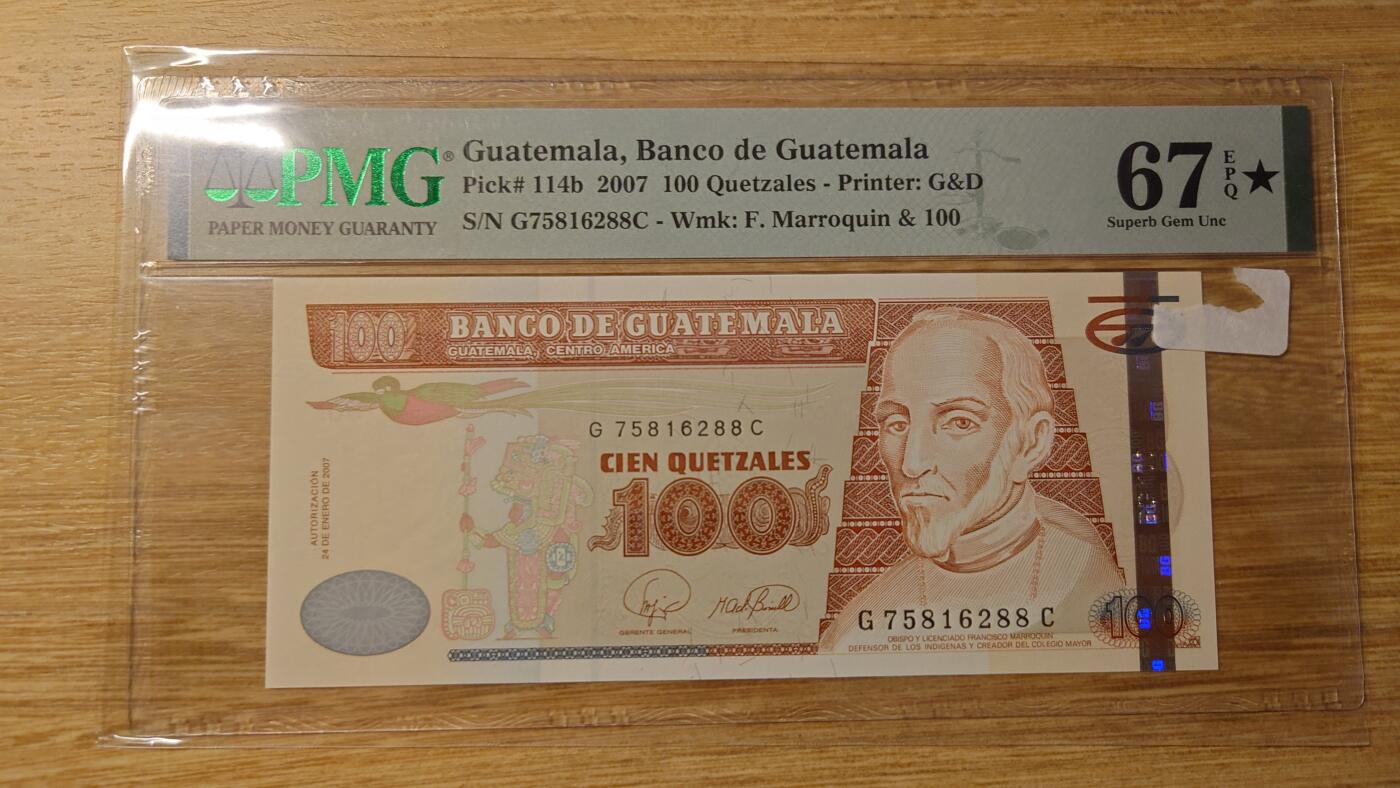 PMG®
PAPER MONEY GUARANTY
Guatemala, Banco de Guatemala
Pick# 114b 2007 100 Quetzales - Printer: G&D
S/N G75816288C - Wmk: F. Marroquin & 100
67 EPQ ★
Superb Gem Unc
100
BANCO DE GUATEMALA
GUATEMALA, CENTRO AMERICA
G 75816288 C
CIEN QUETZALES
100
AUTORIZACIÓN
24 DE ENERO DE 2007
GERENTE GENERAL
PRESIDENTA
G 75816288 C
100
OBISPO Y LICENCIADO FRANCISCO MARROQUIN
DEFENSOR DE LOS INDIGENAS Y CREADOR DEL COLEGIO MAYOR